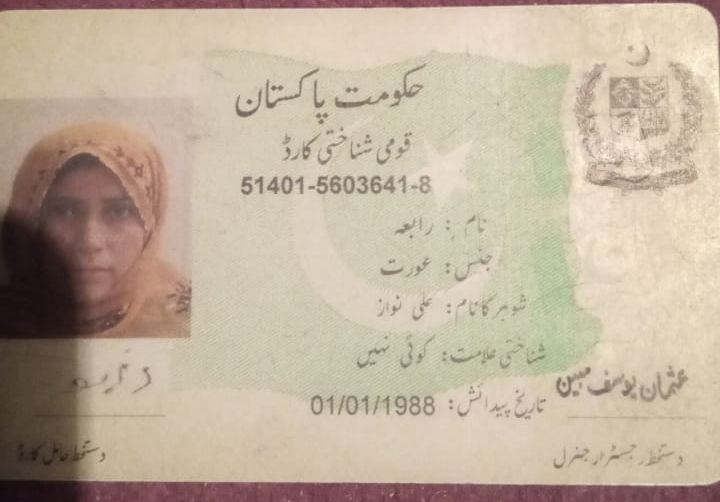 حکومت پاکستان
قومی شناختی کارڈ
51401-5603641-8
نام: رابعہ
جنس: عورت
شوہر کا نام: علی نواز
شناختی علامت: کوئی نہیں
تاریخ پیدائش: 01/01/1988
عثمان یوسف مبین
دستخط رجسٹرار جنرل
دستخط حامل کارڈ